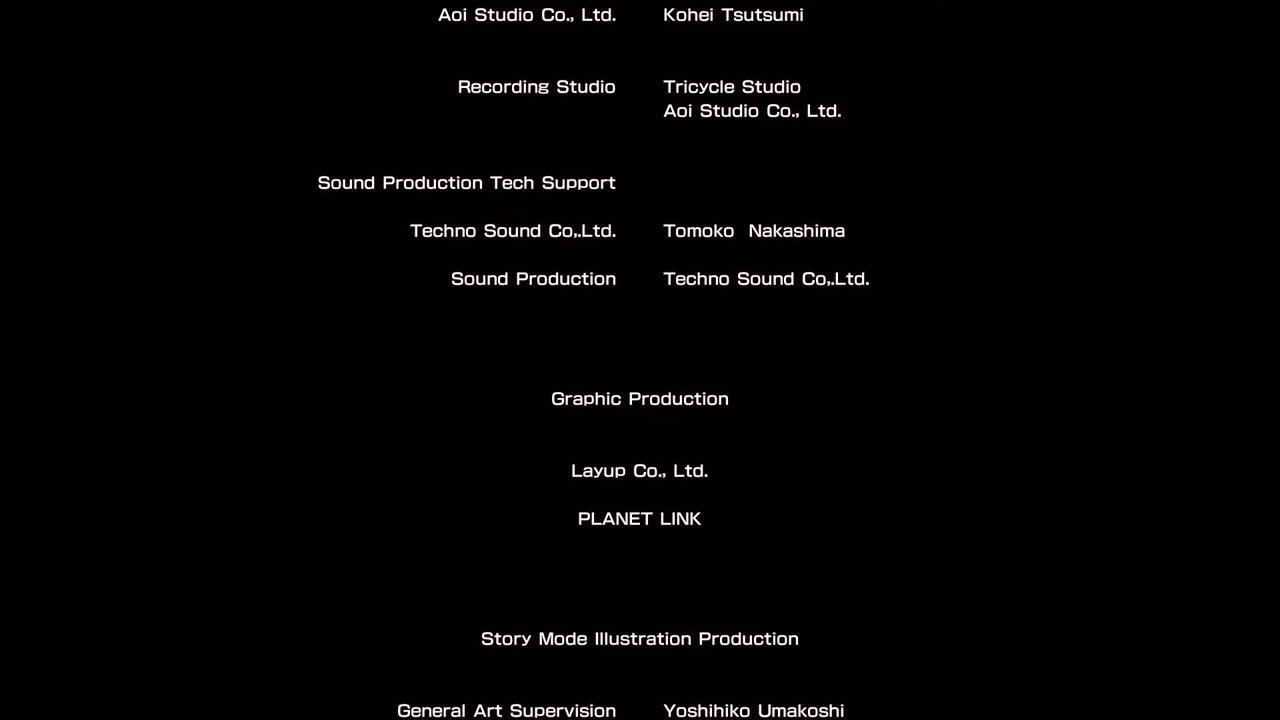 Aoi Studio Co., Ltd. Kohei Tsutsumi
Recording Studio Tricycle Studio
Aoi Studio Co., Ltd.
Sound Production Tech Support
Techno Sound Co,.Ltd. Tomoko Nakashima
Sound Production Techno Sound Co,.Ltd.
Graphic Production
Layup Co., Ltd.
PLANET LINK
Story Mode Illustration Production
General Art Supervision Yoshihiko Umakoshi